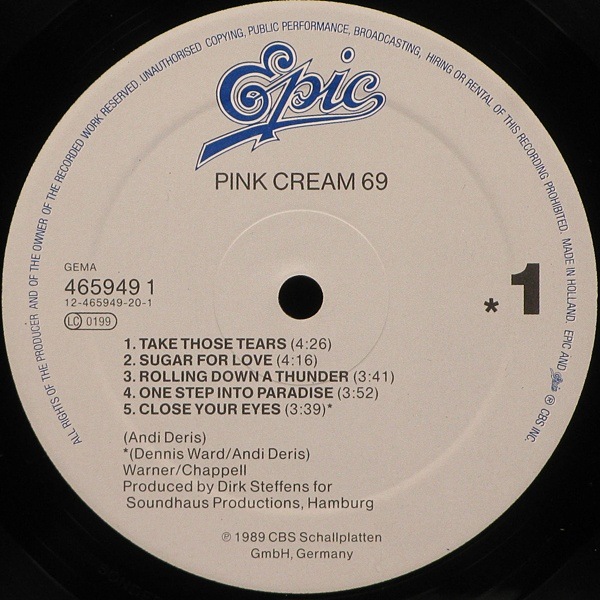 ALL RIGHTS OF THE PRODUCER AND OF THE OWNER OF THE RECORDED WORK RESERVED. UNAUTHORISED COPYING, PUBLIC PERFORMANCE, BROADCASTING, HIRING OR RENTAL OF THIS RECORDING PROHIBITED. MADE IN HOLLAND. EPIC AND Epic ® CBS INC.
Epic
PINK CREAM 69
GEMA
465949 1
12-465949-20-1
LC 0199
* 1
1. TAKE THOSE TEARS (4:26)
2. SUGAR FOR LOVE (4:16)
3. ROLLING DOWN A THUNDER (3:41)
4. ONE STEP INTO PARADISE (3:52)
5. CLOSE YOUR EYES (3:39)*
(Andi Deris)
*(Dennis Ward/Andi Deris)
Warner/Chappell
Produced by Dirk Steffens for
Soundhaus Productions, Hamburg
℗ 1989 CBS Schallplatten
GmbH, Germany